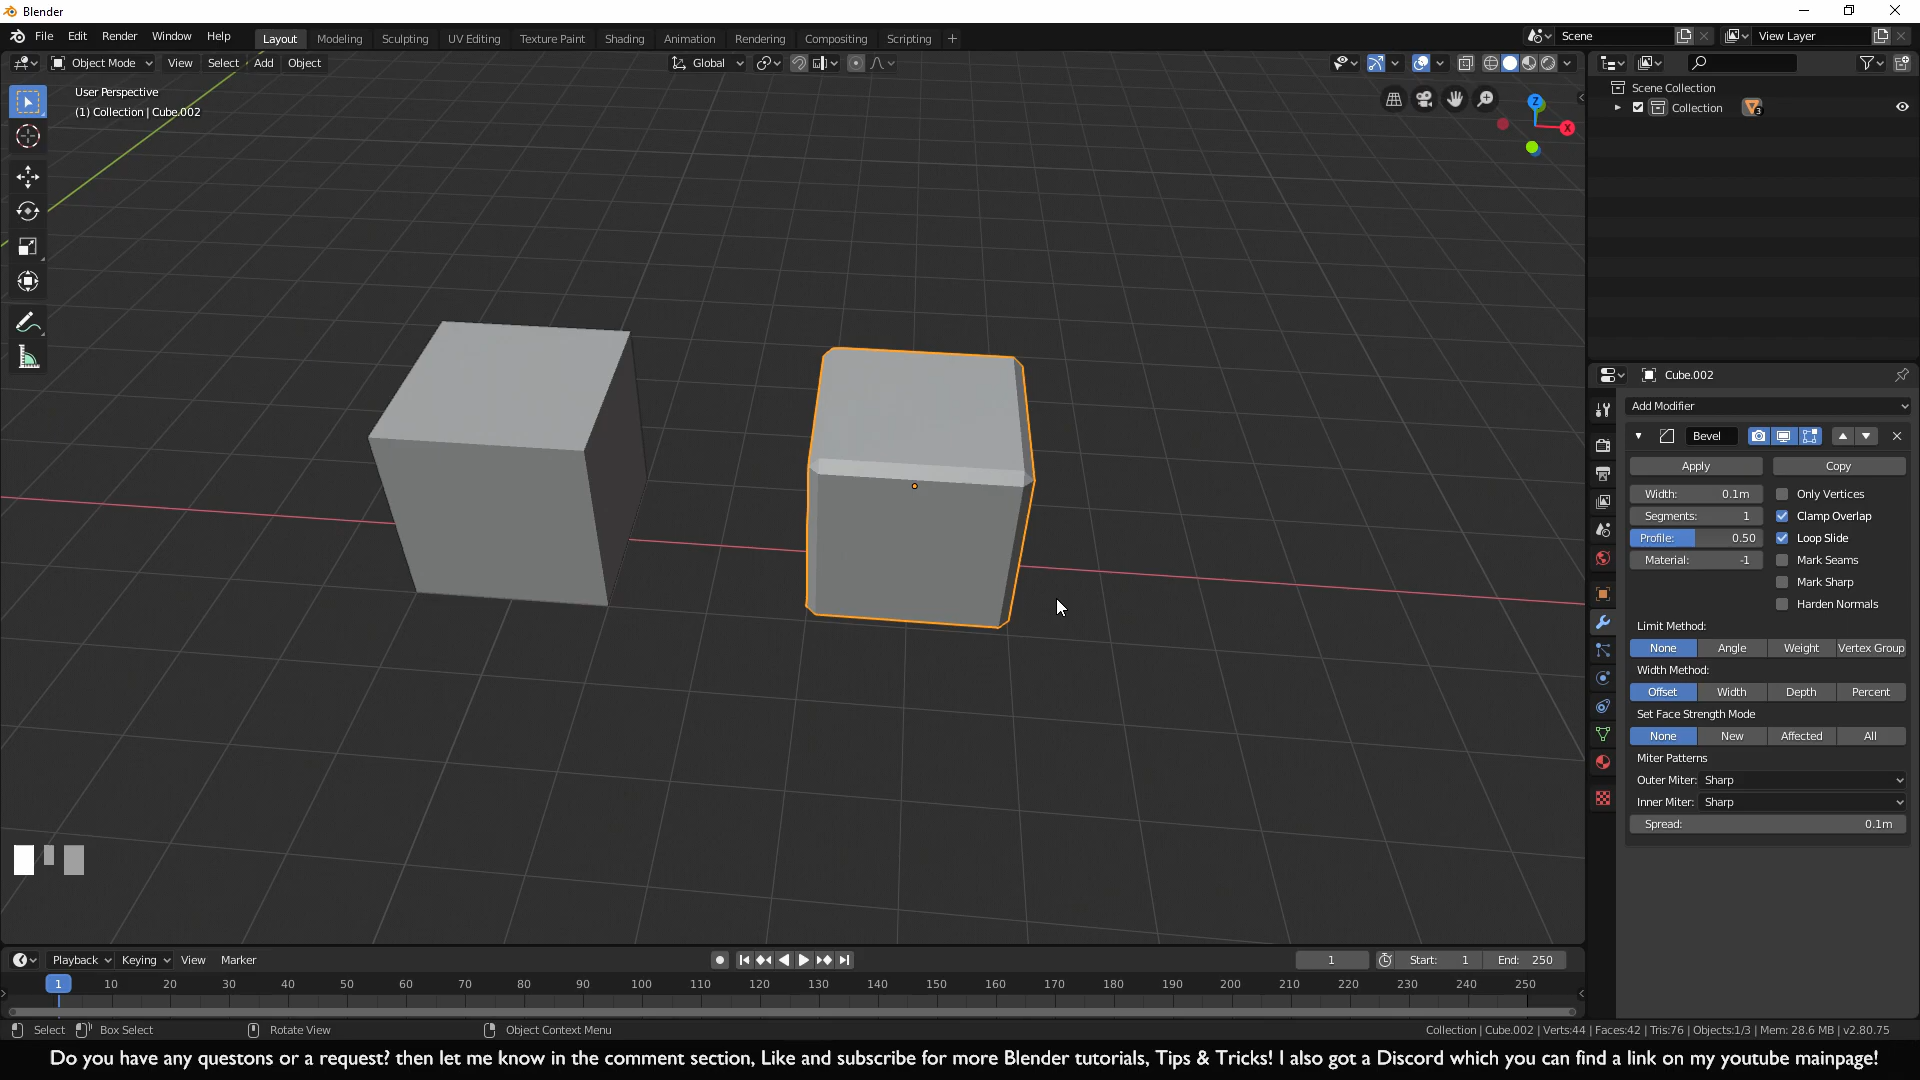 Blender
File Edit Render Window Help Layout Modeling Sculpting UV Editing Texture Paint Shading Animation Rendering Compositing Scripting + Scene View Layer
Object Mode View Select Add Object Global
User Perspective
(1) Collection | Cube.002
Z
X
Scene Collection
Collection 3
Cube.002
Add Modifier
Bevel
Apply Copy
Width: 0.1m Only Vertices
Segments: 1 Clamp Overlap
Profile: 0.50 Loop Slide
Material: -1 Mark Seams
Mark Sharp
Harden Normals
Limit Method:
None Angle Weight Vertex Group
Width Method:
Offset Width Depth Percent
Set Face Strength Mode
None New Affected All
Miter Patterns
Outer Miter: Sharp
Inner Miter: Sharp
Spread: 0.1m
Playback Keying View Marker 1 Start: 1 End: 250
1 10 20 30 40 50 60 70 80 90 100 110 120 130 140 150 160 170 180 190 200 210 220 230 240 250
Select Box Select Rotate View Object Context Menu Collection | Cube.002 | Verts:44 | Faces:42 | Tris:76 | Objects:1/3 | Mem: 28.6 MB | v2.80.75
Do you have any questons or a request? then let me know in the comment section, Like and subscribe for more Blender tutorials, Tips & Tricks! I also got a Discord which you can find a link on my youtube mainpage!